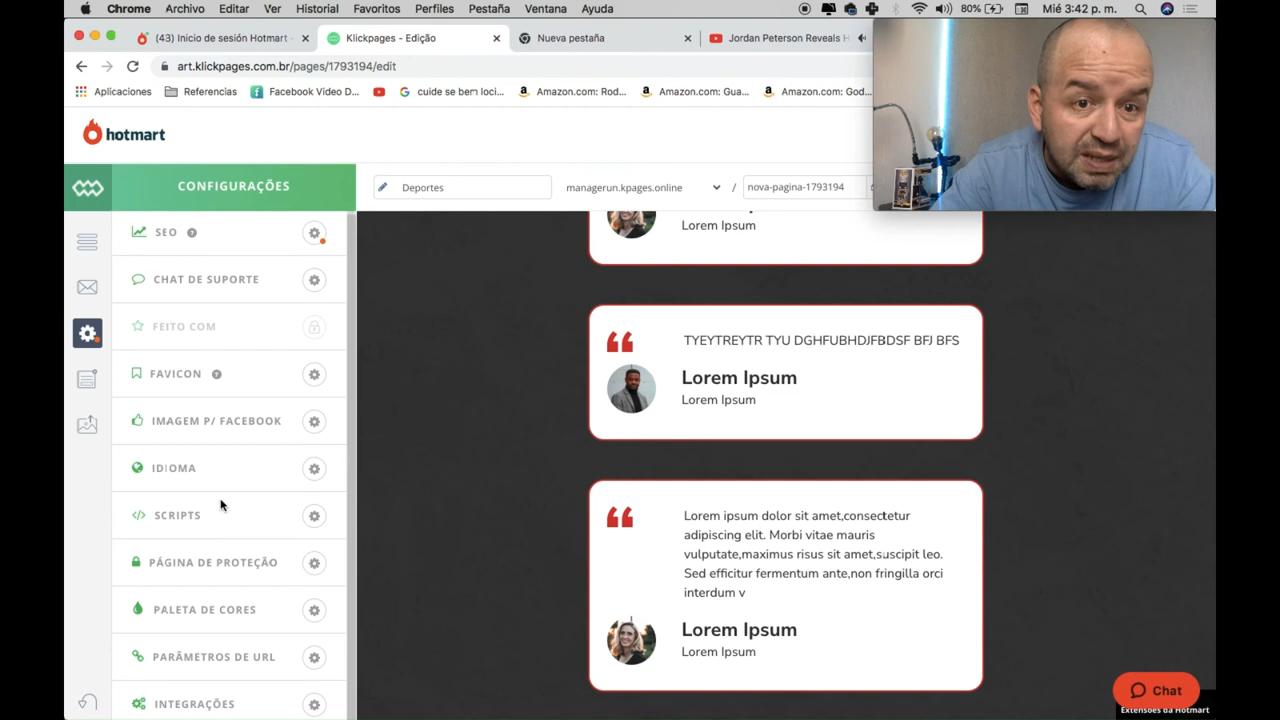 Chrome Archivo Editar Ver Historial Favoritos Perfiles Pestaña Ventana Ayuda 80% Mié 3:42 p. m.
(43) Inicio de sesión Hotmart Klickpages - Edição Nueva pestaña Jordan Peterson Reveals H
art.klickpages.com.br/pages/1793194/edit
Aplicaciones Referencias Facebook Video D... cuide se bem loci... Amazon.com: Rod... Amazon.com: Gua... Amazon.com: God...
hotmart
CONFIGURAÇÕES Deportes managerun.kpages.online / nova-pagina-1793194
SEO ?
CHAT DE SUPORTE
FEITO COM
FAVICON ?
IMAGEM P/ FACEBOOK
IDIOMA
SCRIPTS
PÁGINA DE PROTEÇÃO
PALETA DE CORES
PARÂMETROS DE URL
INTEGRAÇÕES
Lorem Ipsum
TYEYTREYTR TYU DGHFUBHDJFBDSF BFJ BFS
Lorem Ipsum
Lorem Ipsum
Lorem ipsum dolor sit amet,consectetur
adipiscing elit. Morbi vitae mauris
vulputate,maximus risus sit amet,suscipit leo.
Sed efficitur fermentum ante,non fringilla orci
interdum v
Lorem Ipsum
Lorem Ipsum
Chat
Extensões da Hotmart